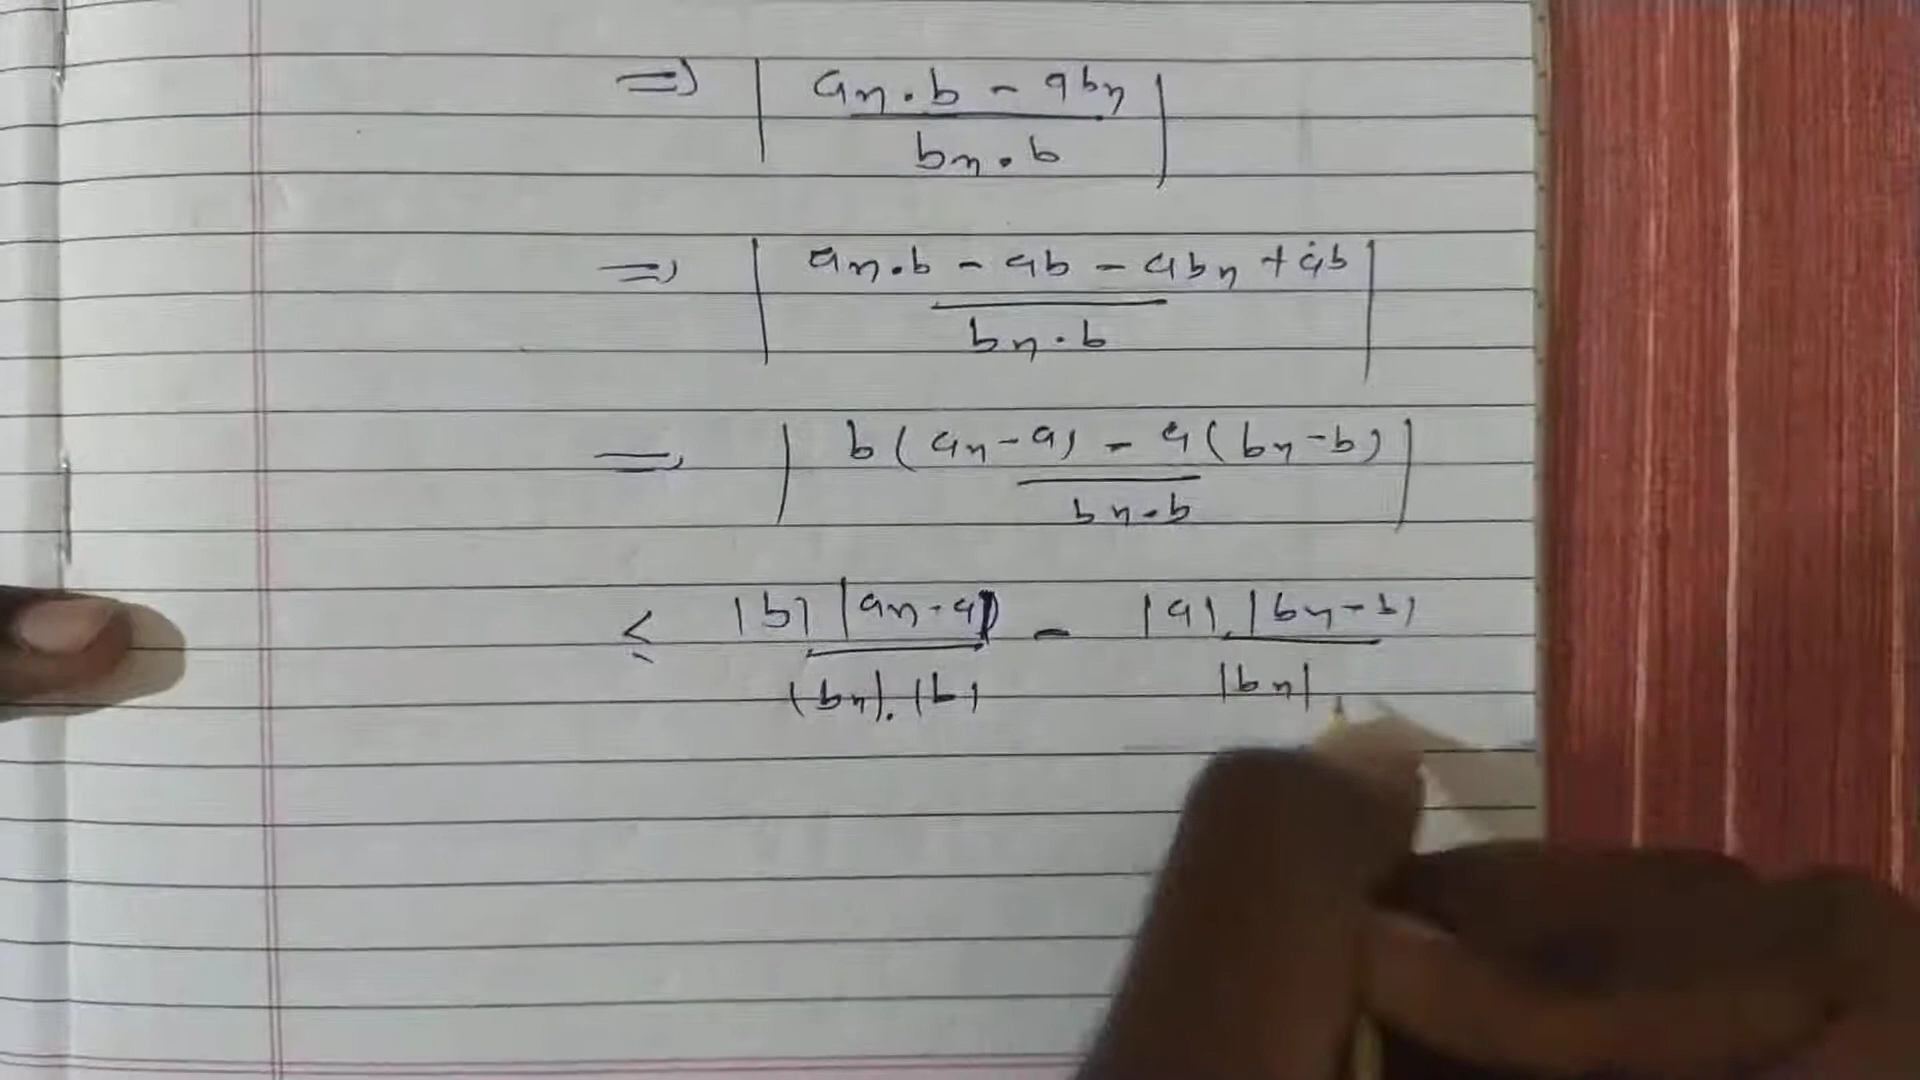 => | an.b - abn / bn.b |
=> | an.b - ab - abn + ab / bn.b |
=> | b(an-a) - a(bn-b) / bn.b |
≤ |b| |an-a| / |bn|.|b| - |a|.|bn-b| / |bn|